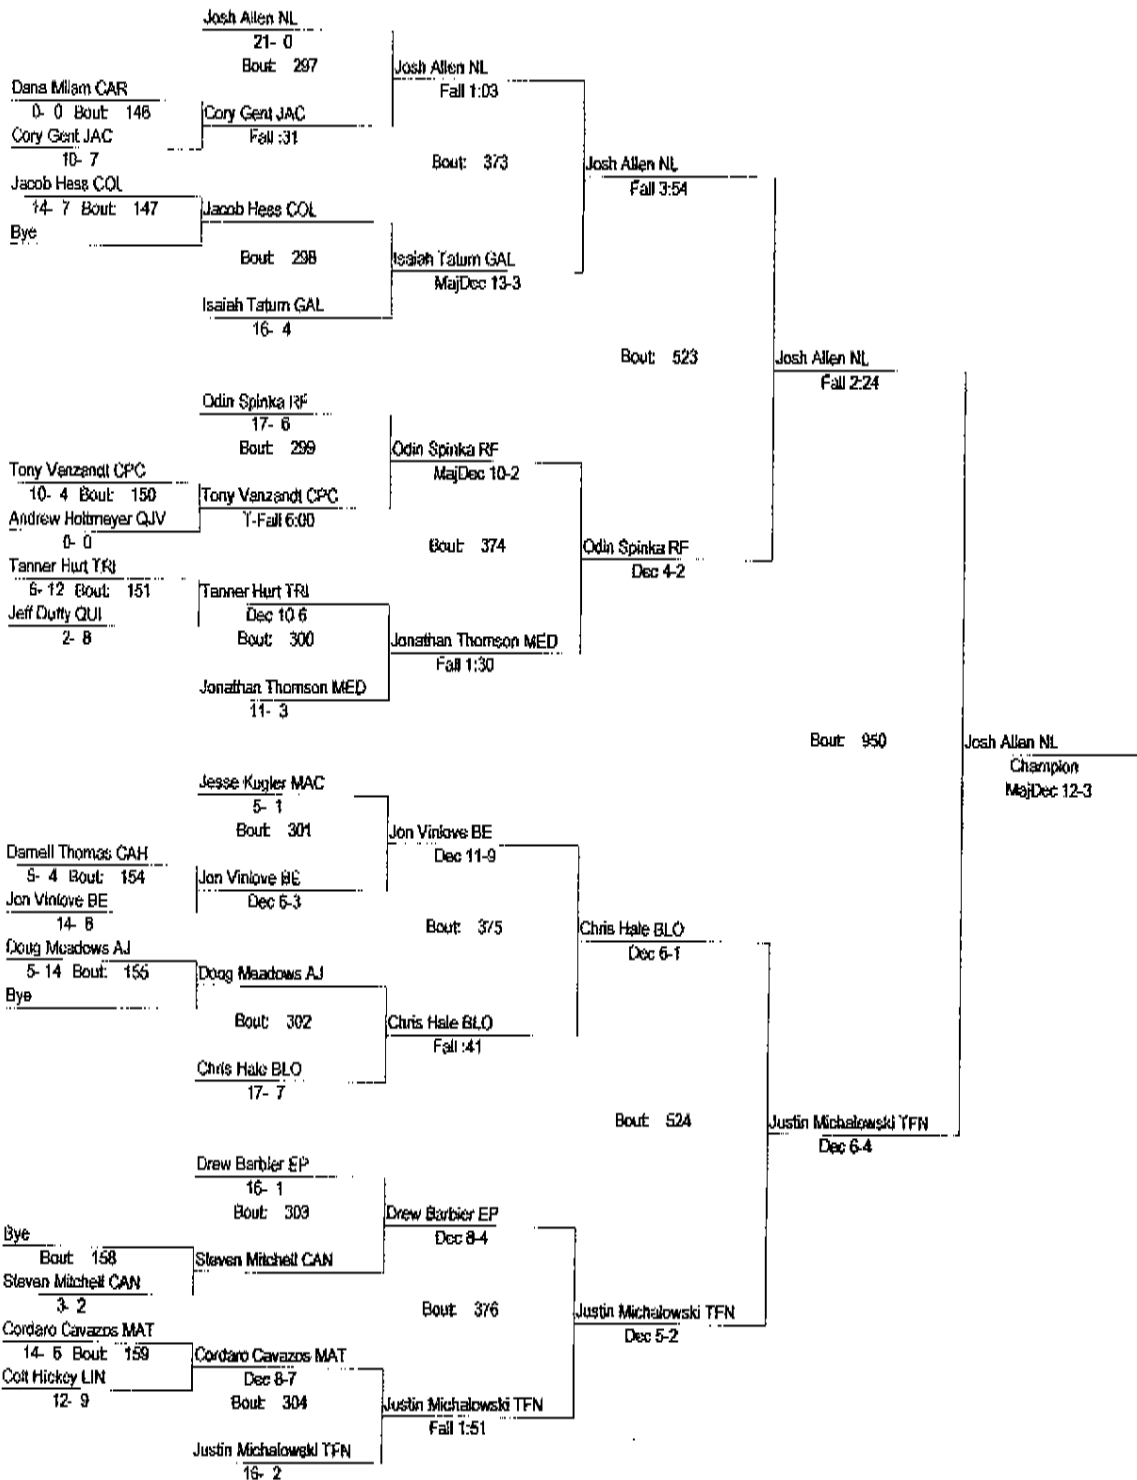 Josh Allen NL
21- 0
Bout: 297
Josh Allen NL
Fall 1:03
Dana Milam CAR
0- 0 Bout: 146
Cory Gent JAC
Fall :31
Cory Gent JAC
10- 7
Bout: 373
Josh Allen NL
Fall 3:54
Jacob Hess COL
14- 7 Bout: 147
Jacob Hess COL
Bye
Bout: 298
Isaiah Tatum GAL
MajDec 13-3
Isaiah Tatum GAL
16- 4
Bout: 523
Josh Allen NL
Fall 2:24
Odin Spinka RF
17- 6
Bout: 299
Odin Spinka RF
MajDec 10-2
Tony Vanzandt CPC
10- 4 Bout: 150
Tony Vanzandt CPC
T-Fall 6:00
Andrew Holtmeyer QJV
0- 0
Bout: 374
Odin Spinka RF
Dec 4-2
Tanner Hurt TRI
6- 12 Bout: 151
Tanner Hurt TRI
Dec 10 6
Jeff Duffy QUI
2- 8
Bout: 300
Jonathan Thomson MED
Fall 1:30
Jonathan Thomson MED
11- 3
Bout: 950
Josh Allen NL
Champion
MajDec 12-3
Jesse Kugler MAC
5- 1
Bout: 301
Jon Vinlove BE
Dec 11-9
Darnell Thomas CAH
5- 4 Bout: 154
Jon Vinlove BE
Dec 6-3
Jon Vinlove BE
14- 8
Bout: 375
Chris Hale BLO
Dec 6-1
Doug Meadows AJ
5- 14 Bout: 155
Doug Meadows AJ
Bye
Bout: 302
Chris Hale BLO
Fall :41
Chris Hale BLO
17- 7
Bout: 524
Justin Michalowski TFN
Dec 6-4
Drew Barbier EP
16- 1
Bout: 303
Drew Barbier EP
Dec 8-4
Bye
Bout: 158
Steven Mitchell CAN
Steven Mitchell CAN
3- 2
Bout: 376
Justin Michalowski TFN
Dec 5-2
Cordaro Cavazos MAT
14- 6 Bout: 159
Cordaro Cavazos MAT
Dec 8-7
Colt Hickey LIN
12- 9
Bout: 304
Justin Michalowski TFN
Fall 1:51
Justin Michalowski TFN
16- 2